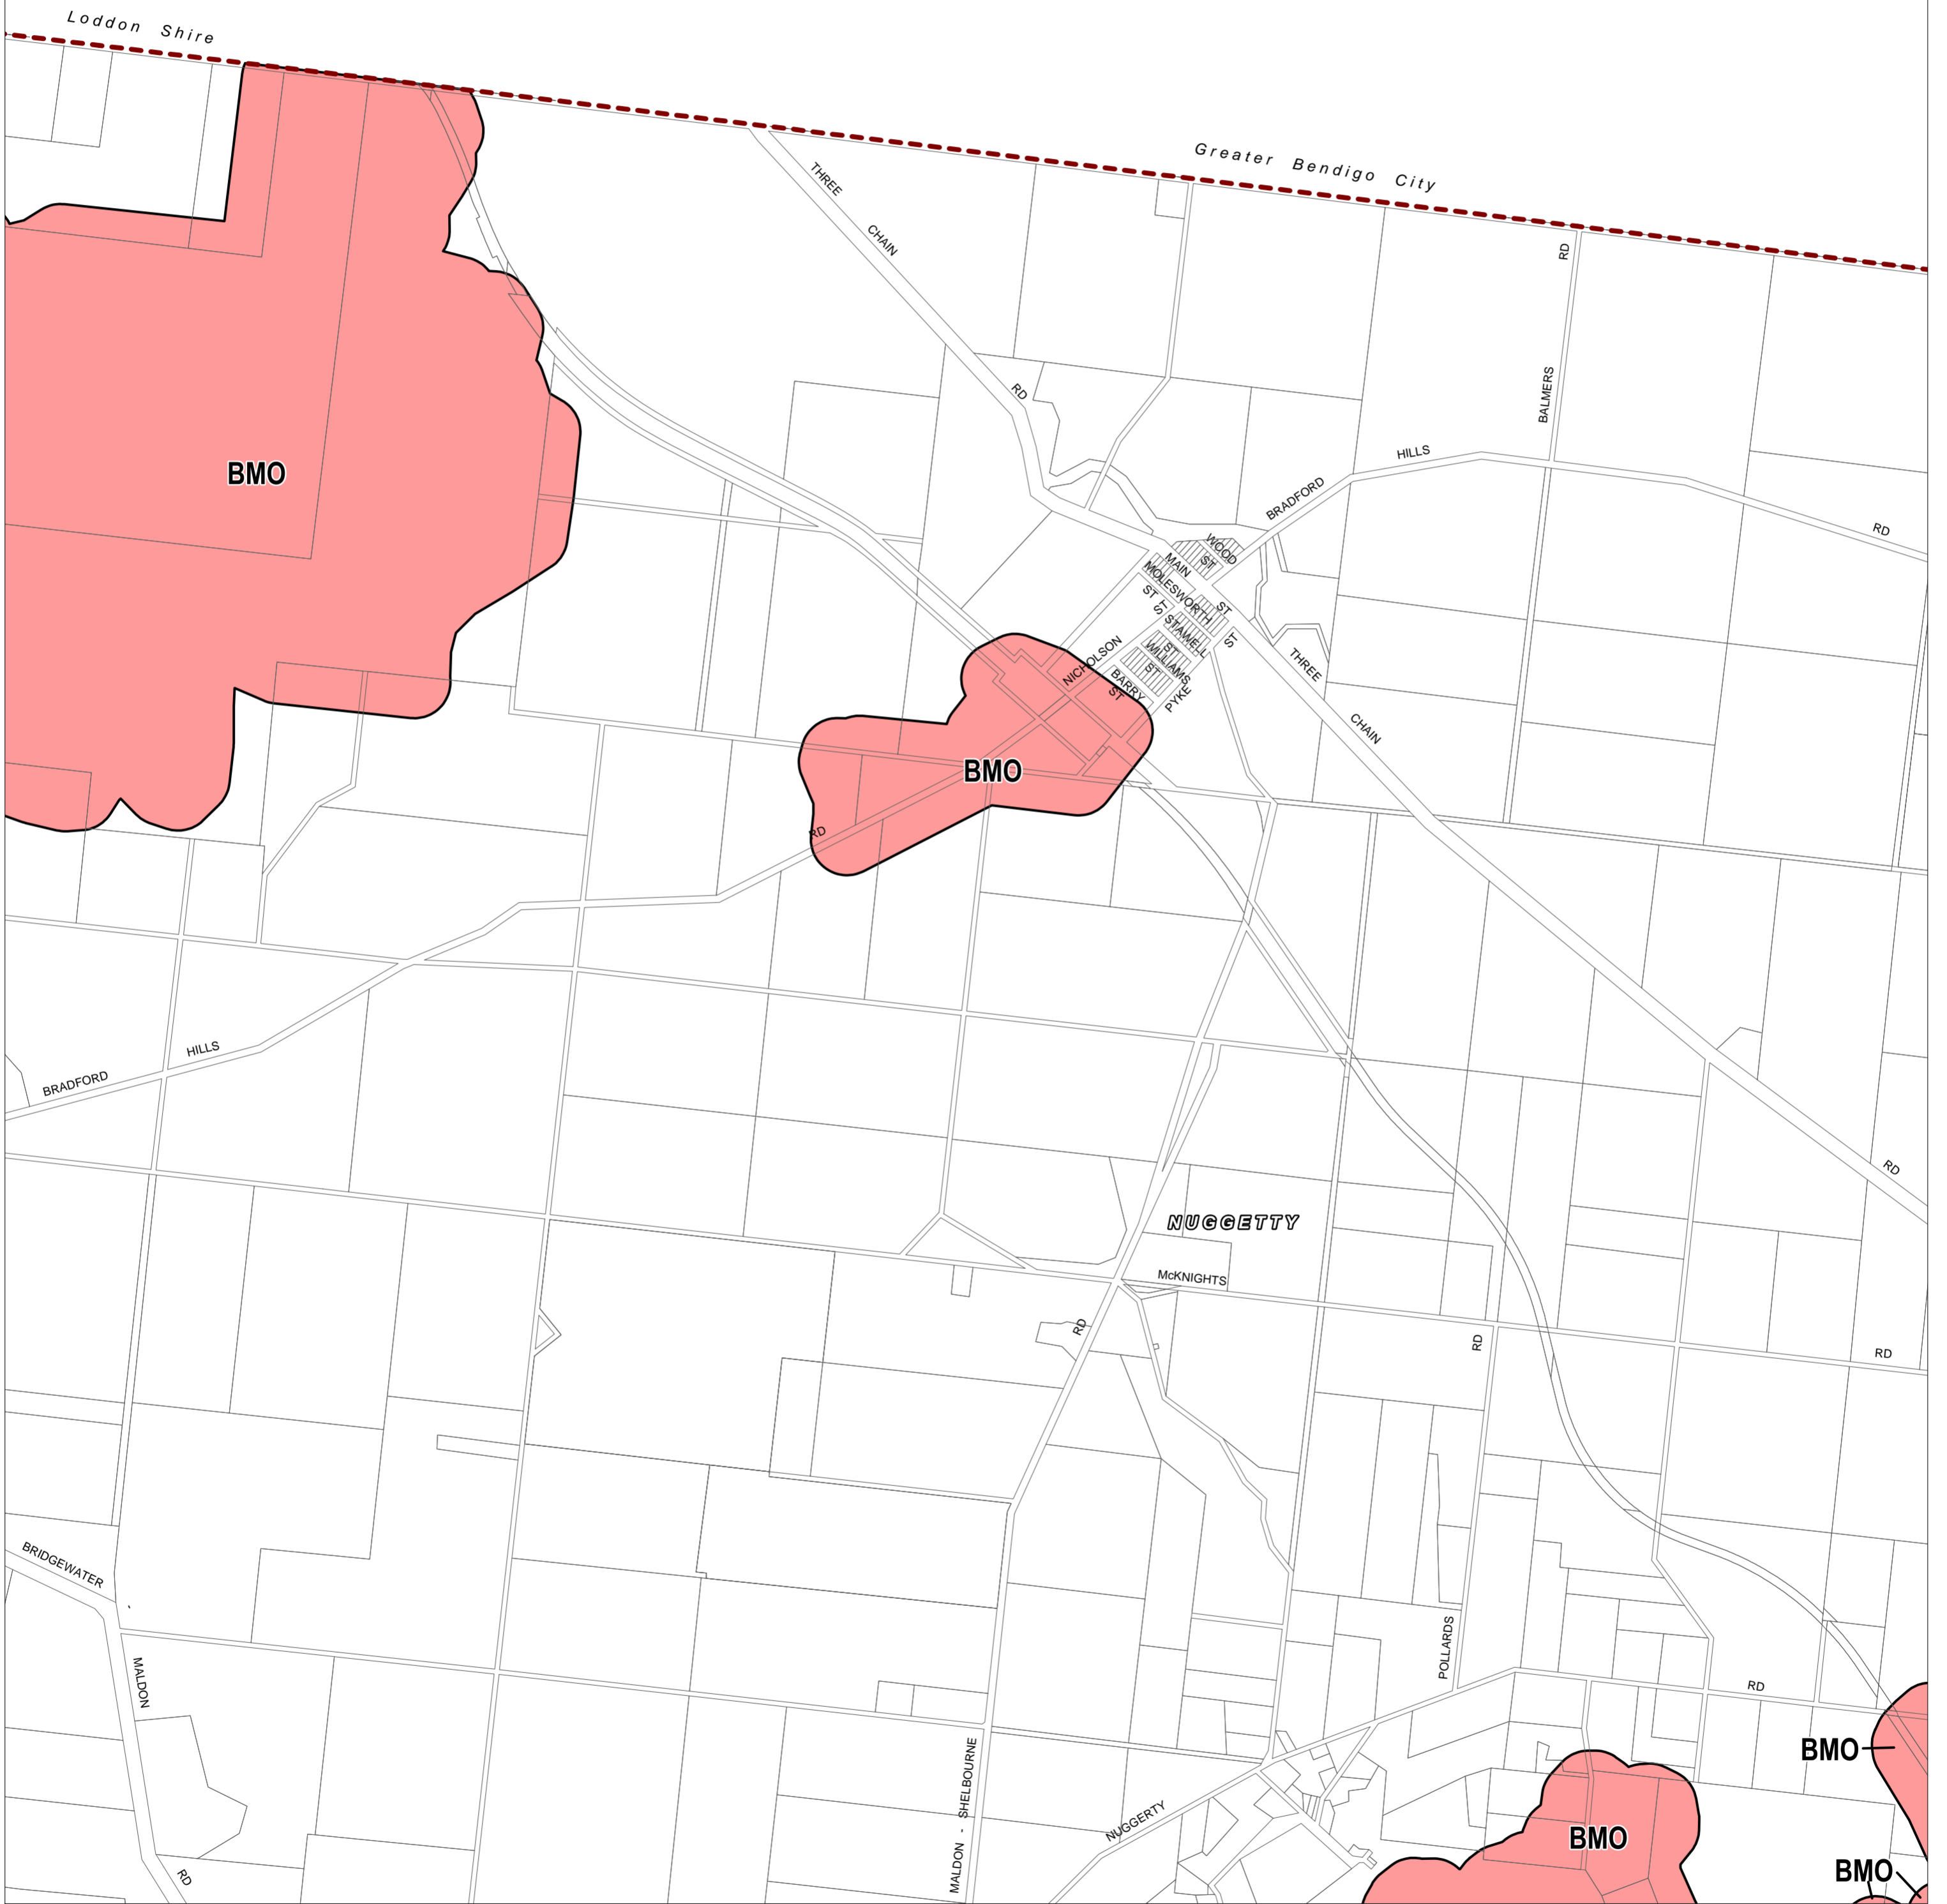 Loddon Shire
Greater Bendigo City
THREE
CHAIN
RD
RD
BALMERS
HILLS
BRADFORD
RD
BMO
WOOD
ST
MAIN
ST
MOLESWORTH
ST
ST
STAWELL
ST
ST
WILLIAMS
ST
BARRY
ST
PYKE
NICHOLSON
THREE
CHAIN
BMO
RD
HILLS
BRADFORD
RD
NUGGETTY
McKNIGHTS
RD
RD
RD
BRIDGEWATER
MALDON
RD
POLLARDS
RD
MALDON - SHELBOURNE
NUGGERTY
BMO
BMO
BMO